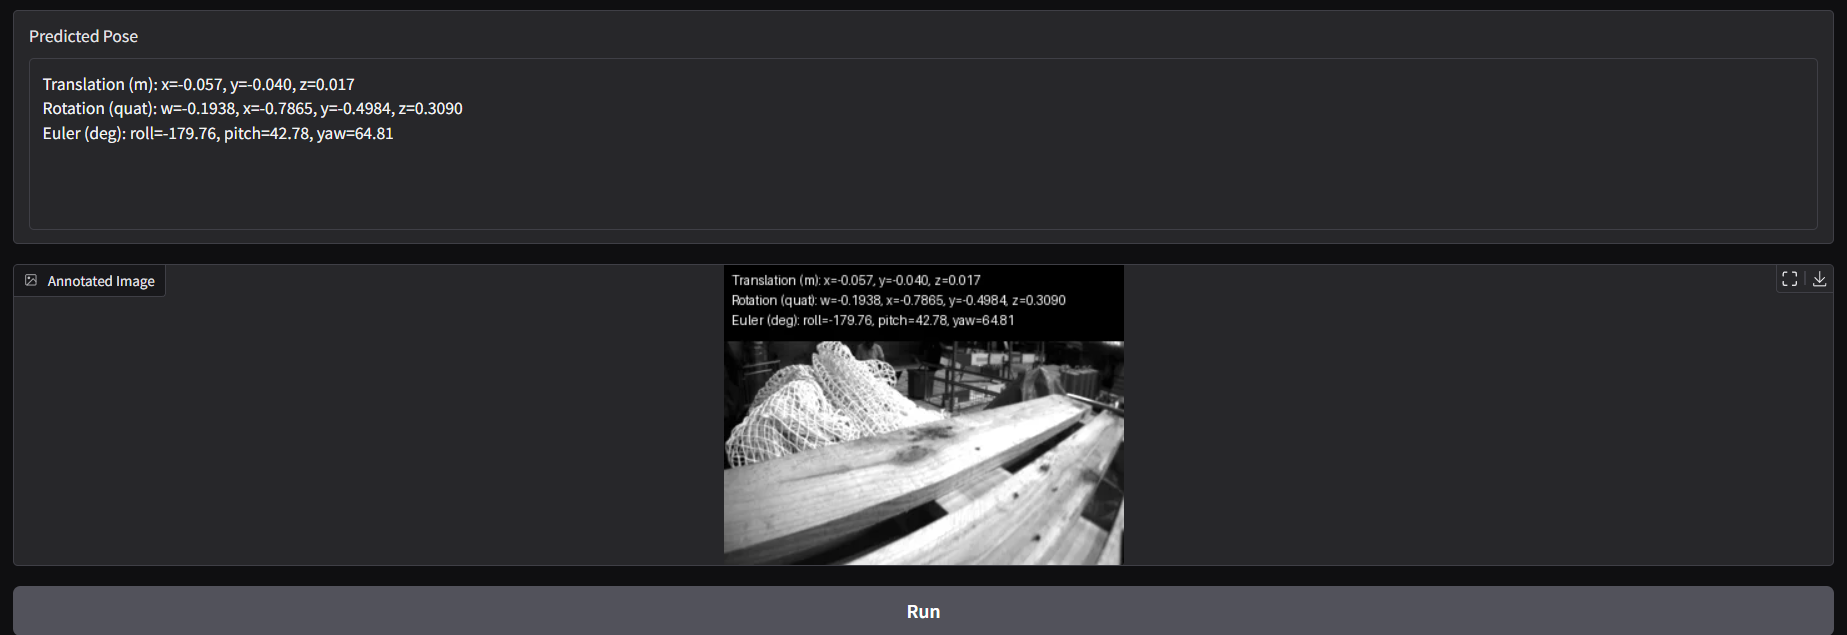 Predicted Pose
Translation (m): x=-0.057, y=-0.040, z=0.017
Rotation (quat): w=-0.1938, x=-0.7865, y=-0.4984, z=0.3090
Euler (deg): roll=-179.76, pitch=42.78, yaw=64.81
Annotated Image
Translation (m): x=-0.057, y=-0.040, z=0.017
Rotation (quat): w=-0.1938, x=-0.7865, y=-0.4984, z=0.3090
Euler (deg): roll=-179.76, pitch=42.78, yaw=64.81
Run